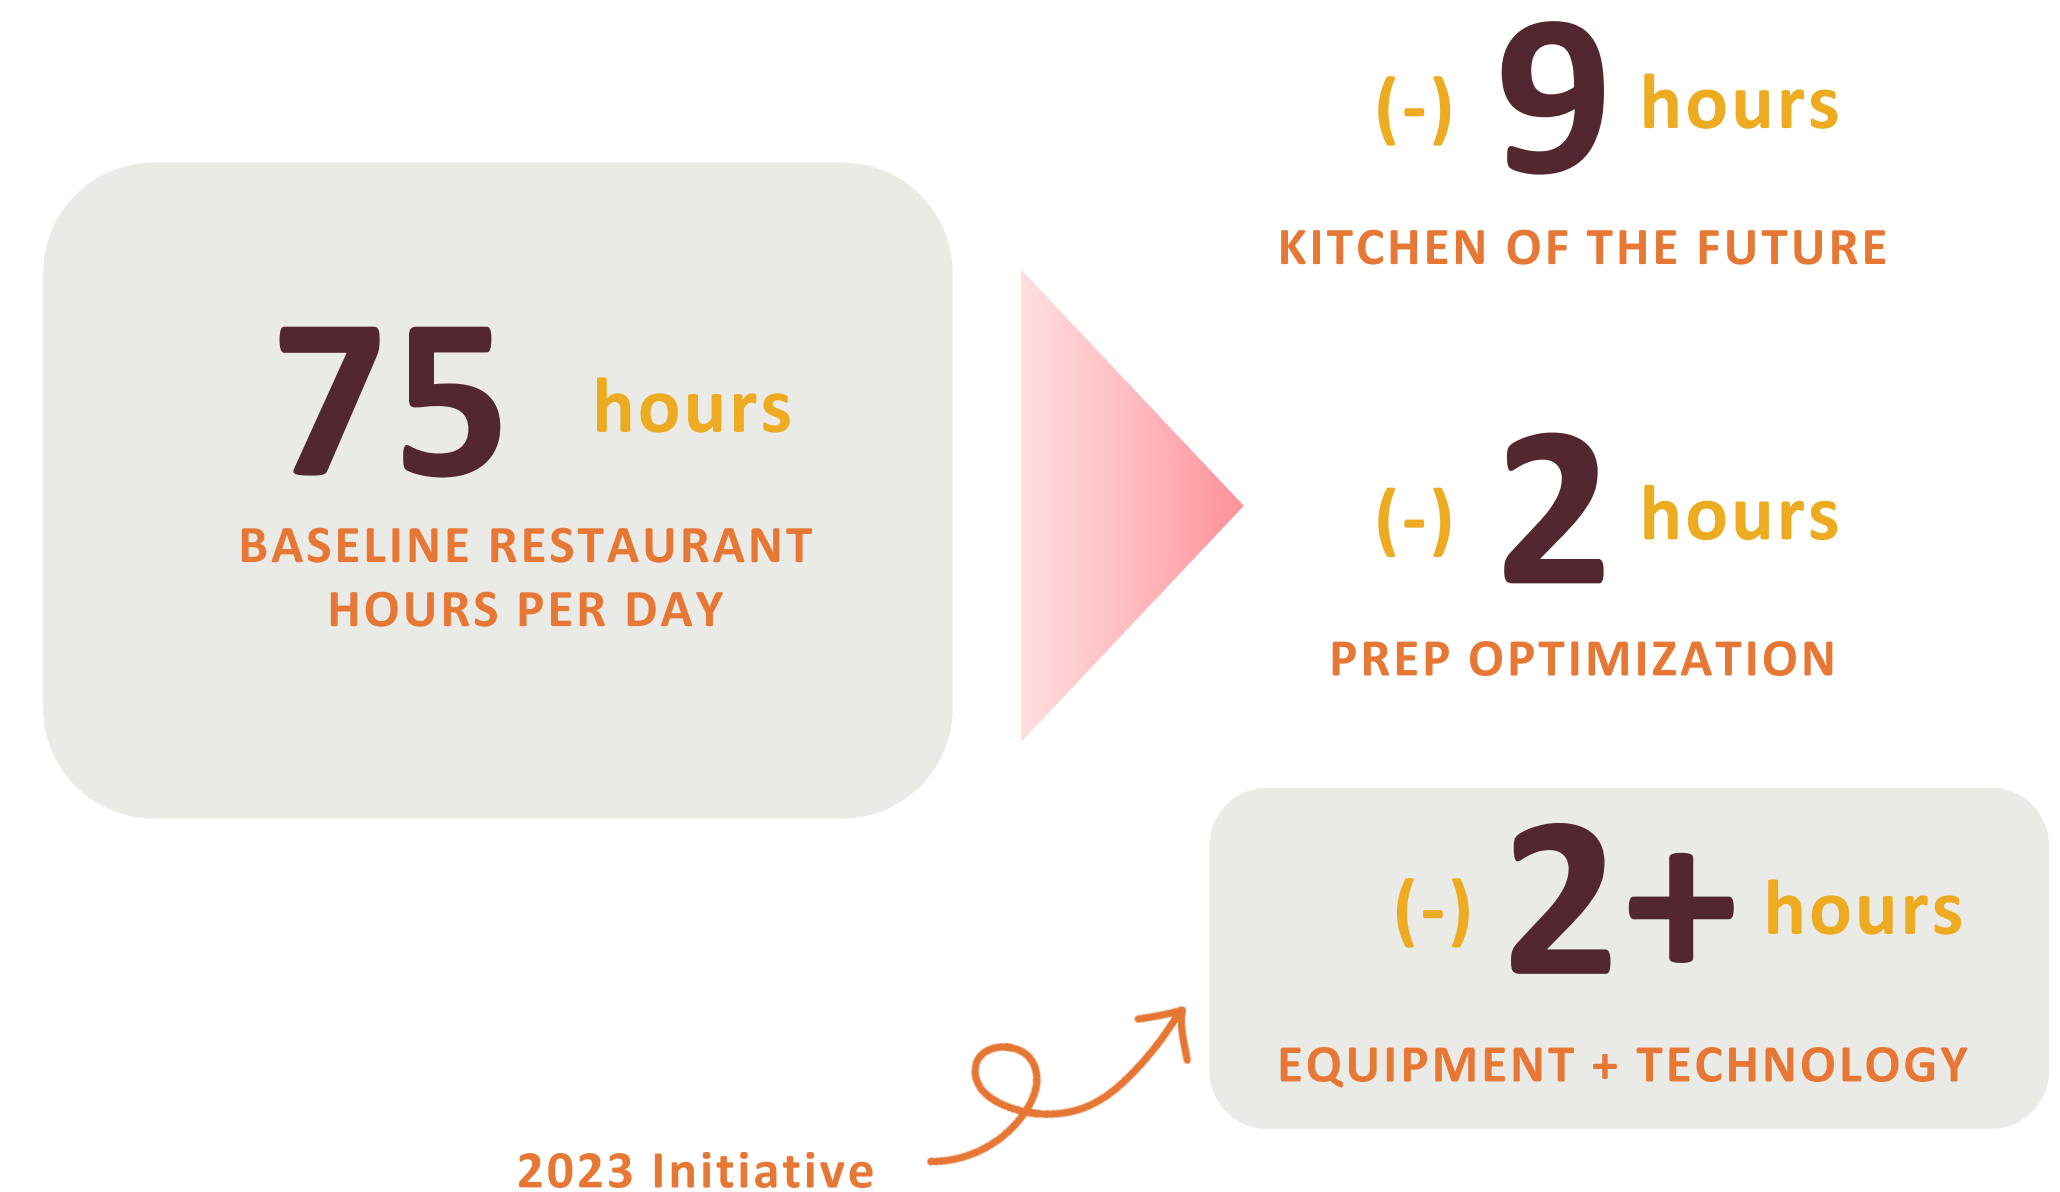 75 hours
BASELINE RESTAURANT
HOURS PER DAY
(-) 9 hours
KITCHEN OF THE FUTURE
(-) 2 hours
PREP OPTIMIZATION
(-) 2+ hours
EQUIPMENT + TECHNOLOGY
2023 Initiative